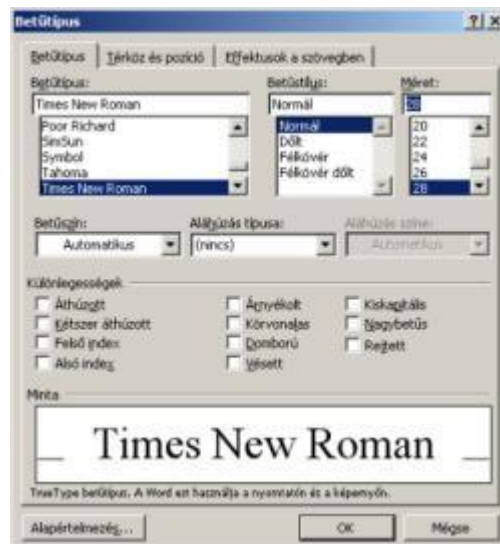 Betűtípus
Betűtípus Térköz és pozíció Effektusok a szövegben
Betűtípus: Betűstílus: Méret:
Times New Roman Normál 28
Poor Richard Normál 20
SimSun Dőlt 22
Symbol Félkövér 24
Tahoma Félkövér dőlt 26
Times New Roman 28
Betűszín: Aláhúzás típusa: Aláhúzás színe:
Automatikus (nincs) Automatikus
Különlegességek
Áthúzott Árnyékolt Kiskapitális
Kétszer áthúzott Körvonalas Nagybetűs
Felső index Domború Rejtett
Alsó index Vésett
Minta
Times New Roman
TrueType betűtípus. A Word ezt használja a nyomtatón és a képernyőn.
Alapértelmezés... OK Mégse